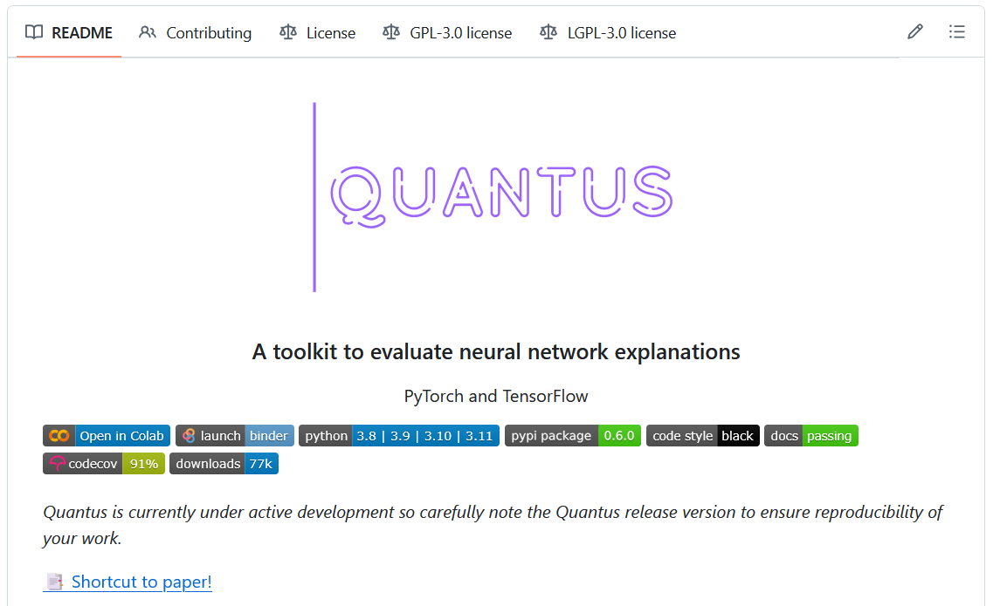 README Contributing License GPL-3.0 license LGPL-3.0 license
QUANTUS
A toolkit to evaluate neural network explanations
PyTorch and TensorFlow
Open in Colab launch binder python 3.8 | 3.9 | 3.10 | 3.11 pypi package 0.6.0 code style black docs passing
codecov 91% downloads 77k
Quantus is currently under active development so carefully note the Quantus release version to ensure reproducibility of
your work.
Shortcut to paper!